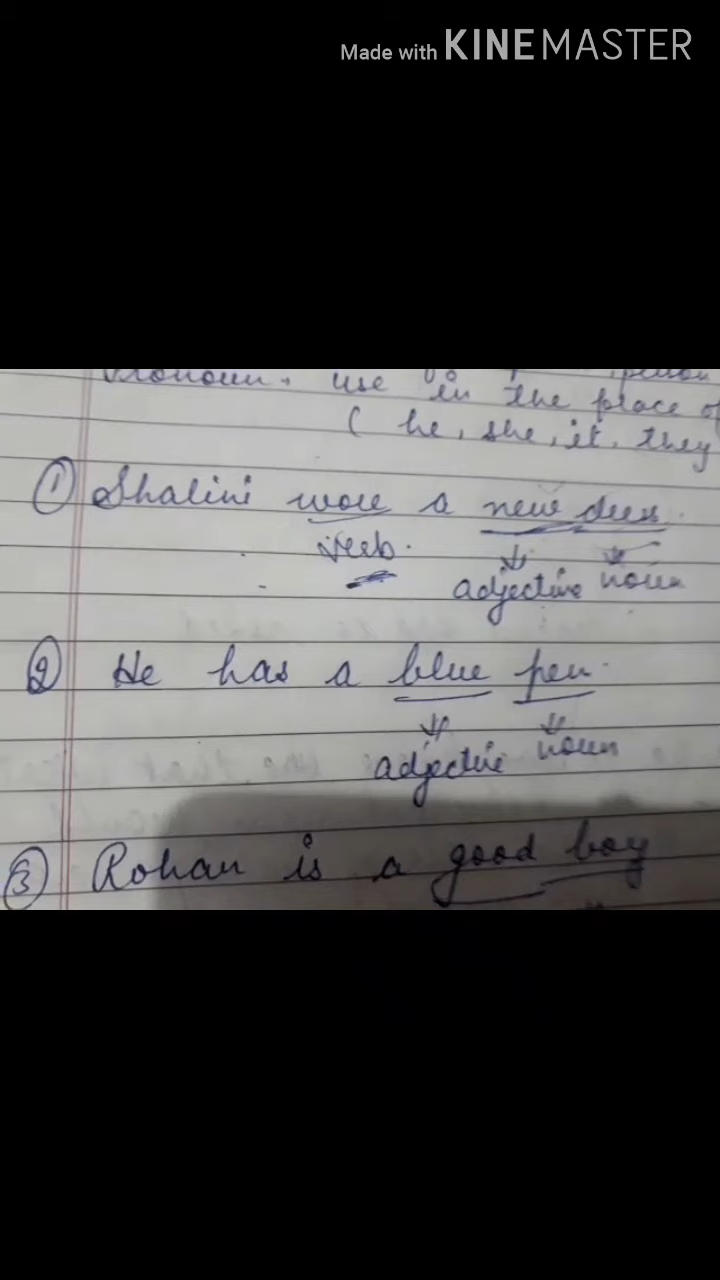 Made with KINEMASTER
Pronoun. use in the place of
( he, she, it, they
① Shalini wore a new dress.
verb.
adjective noun
② He has a blue pen.
adjective noun
③ Rohan is a good boy